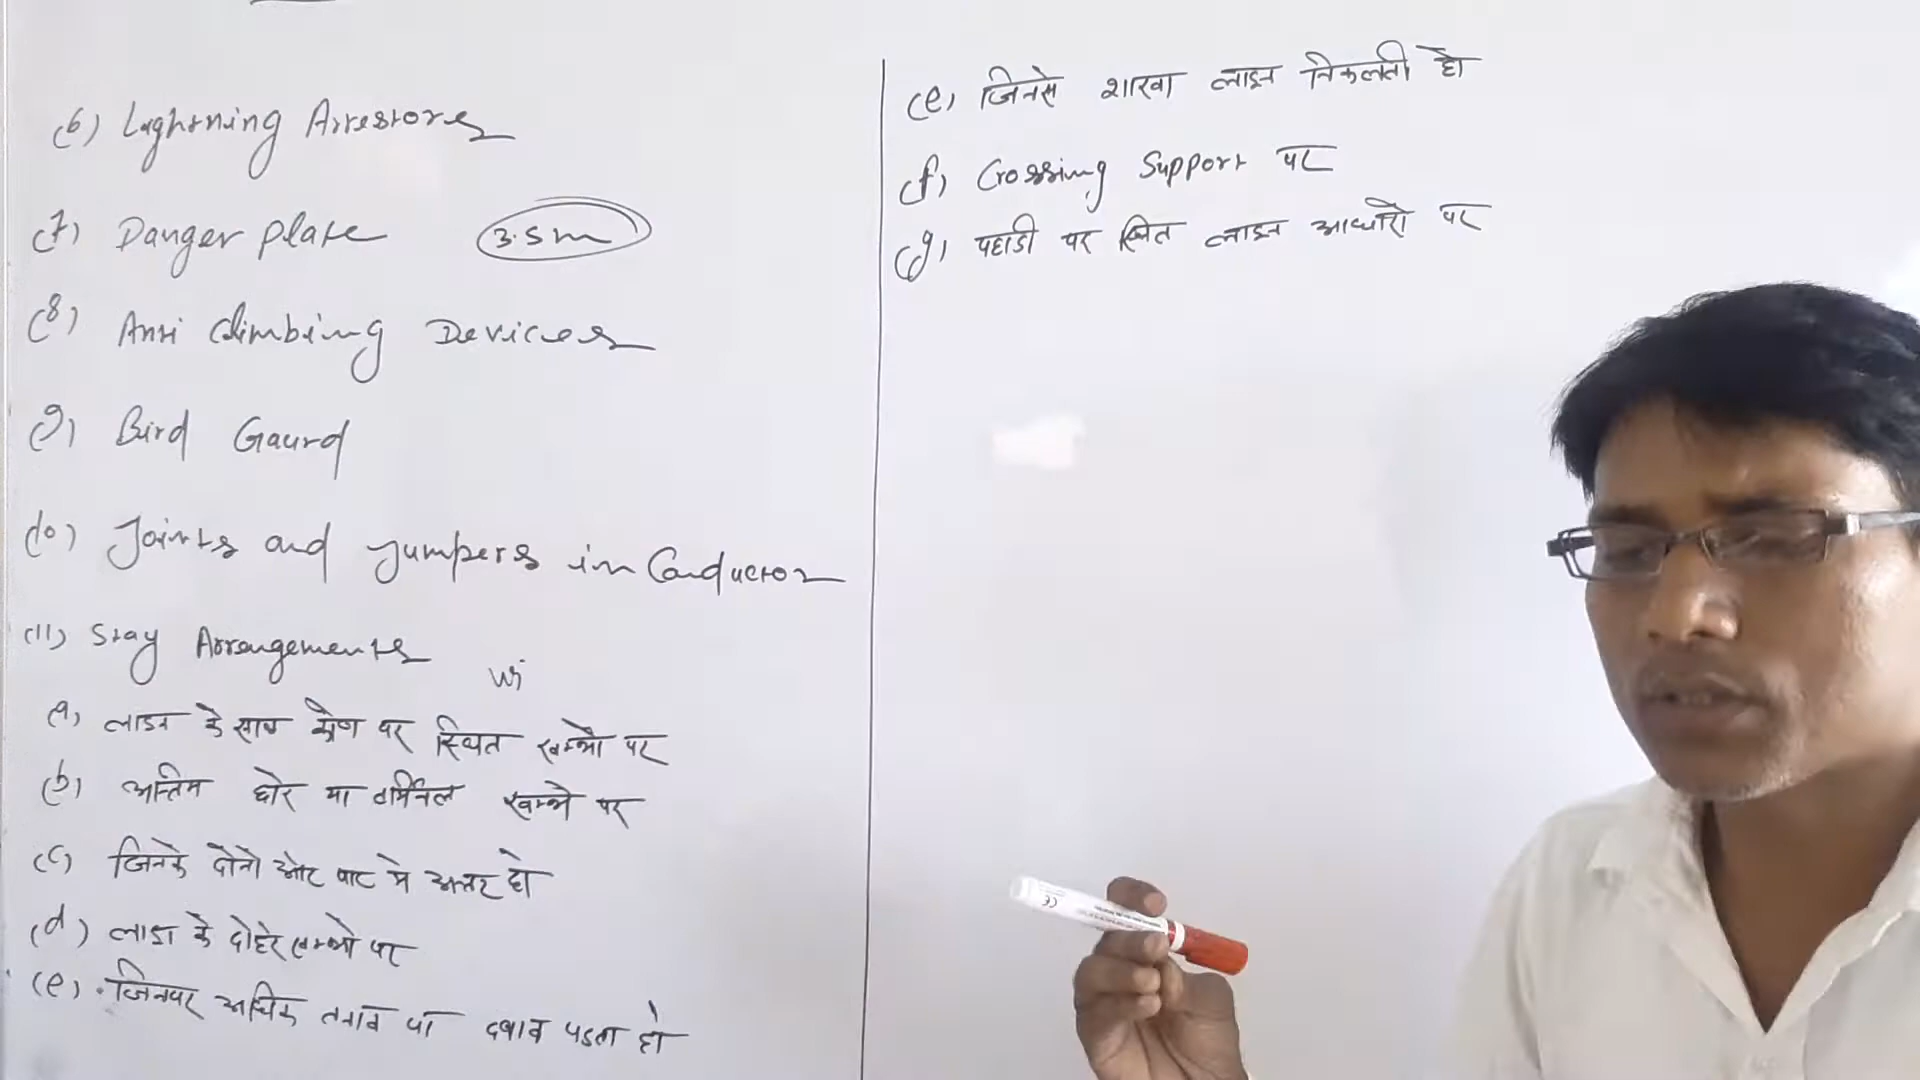 (6) Lightning Arrestors
(7) Danger plate 3.5m
(8) Anti climbing Devices
(9) Bird Gaurd
(10) Joints and Jumpers in Conductor
(11) Stay Arrangements
(a) लाइन के साथ कोण पर स्थित खम्भो पर
(b) अन्तिम छोर या टर्मिनल खम्भे पर
(c) जिनके दोनो ओर पाट मे अन्तर हो
(d) लाइन के दोहरे खम्भो पर
(e) जिनपर अधिक तनाव या दबाव पडता हो
(e) जिनसे शाखा लाइन निकलती हो
(f) Crossing Support पर
(g) पहाडी पर स्थित लाइन आधारो पर